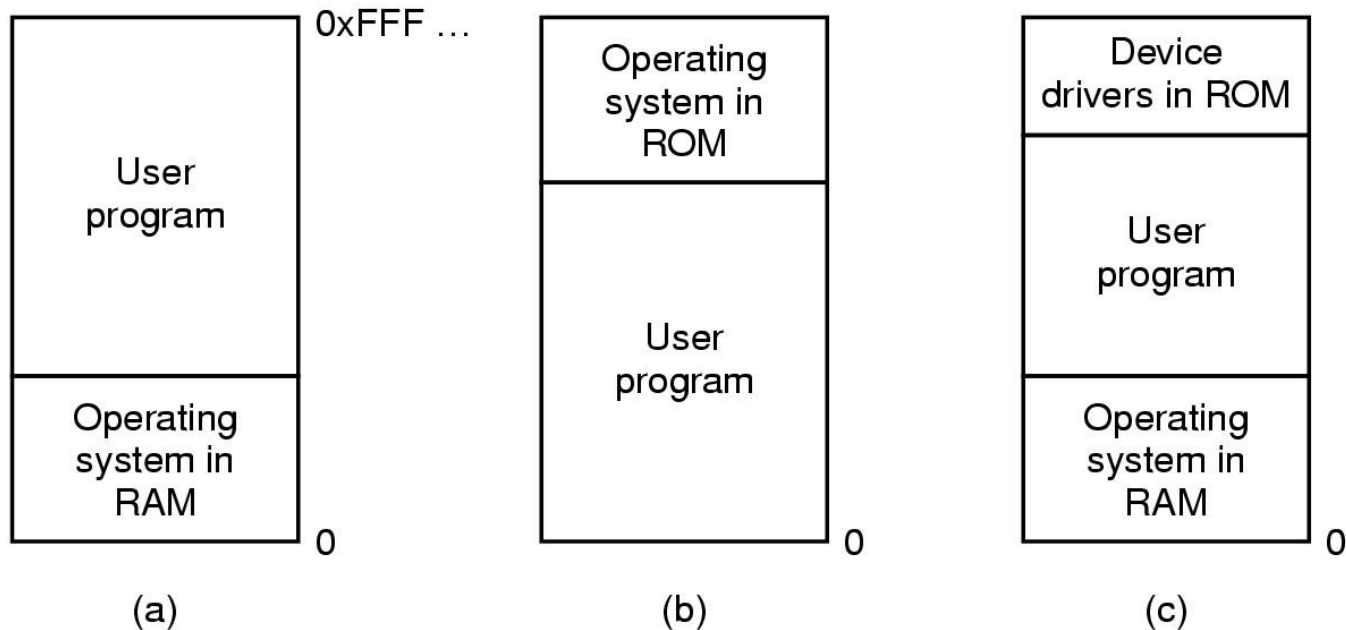 0xFFF ...
User
program
Operating
system in
RAM
0
(a)
Operating
system in
ROM
User
program
0
(b)
Device
drivers in ROM
User
program
Operating
system in
RAM
0
(c)